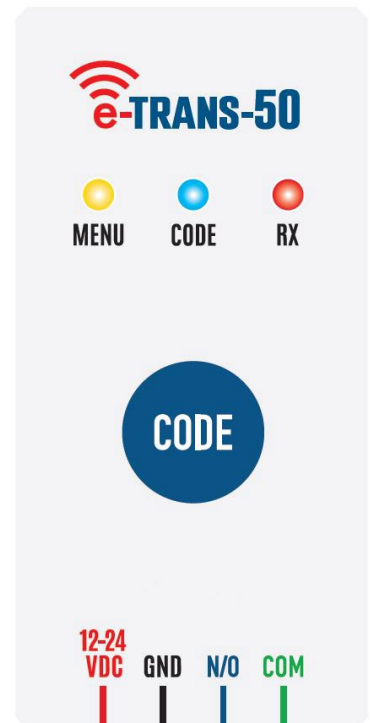 e-TRANS-50
MENU CODE RX
CODE
12-24
VDC GND N/O COM